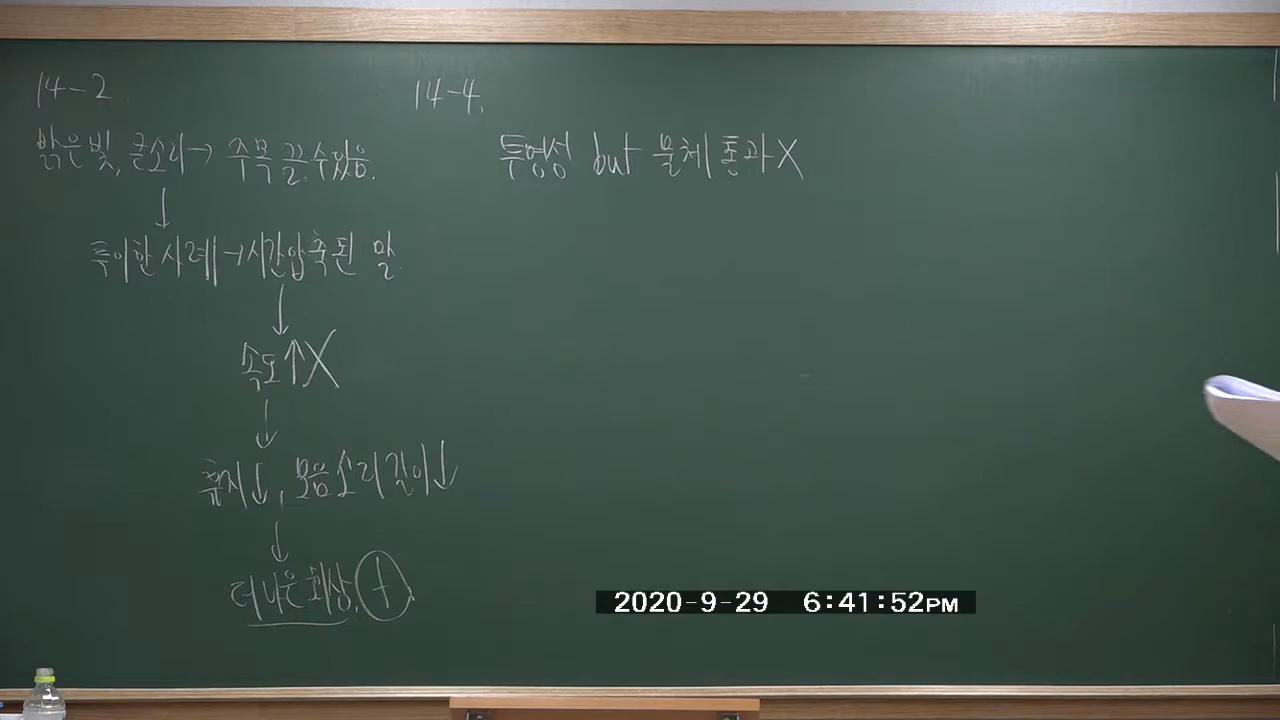 14-2
밝은 빛, 큰소리→ 주목 끌 수 있음.
↓
특이한 사례→시간압축된 말
↓
속도↑X
↓
휴지↓, 모음소리 길이↓
↓
더 나은 회상. +
14-4.
투명성 but 물체 통과X
2020-9-29 6:41:52PM